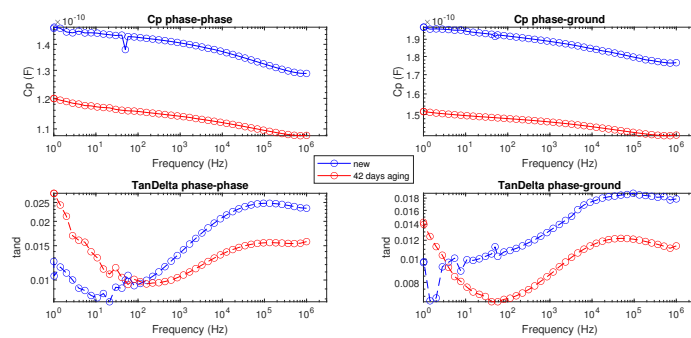 Cp phase-phase
×10⁻¹⁰
1.4
1.3
1.2
1.1
Cp (F)
10⁰ 10¹ 10² 10³ 10⁴ 10⁵ 10⁶
Frequency (Hz)
Cp phase-ground
×10⁻¹⁰
1.9
1.8
1.7
1.6
1.5
Cp (F)
10⁰ 10¹ 10² 10³ 10⁴ 10⁵ 10⁶
Frequency (Hz)
new
42 days aging
TanDelta phase-phase
0.025
0.02
0.015
0.01
tand
10⁰ 10¹ 10² 10³ 10⁴ 10⁵ 10⁶
Frequency (Hz)
TanDelta phase-ground
0.018
0.016
0.014
0.012
0.01
0.008
tand
10⁰ 10¹ 10² 10³ 10⁴ 10⁵ 10⁶
Frequency (Hz)